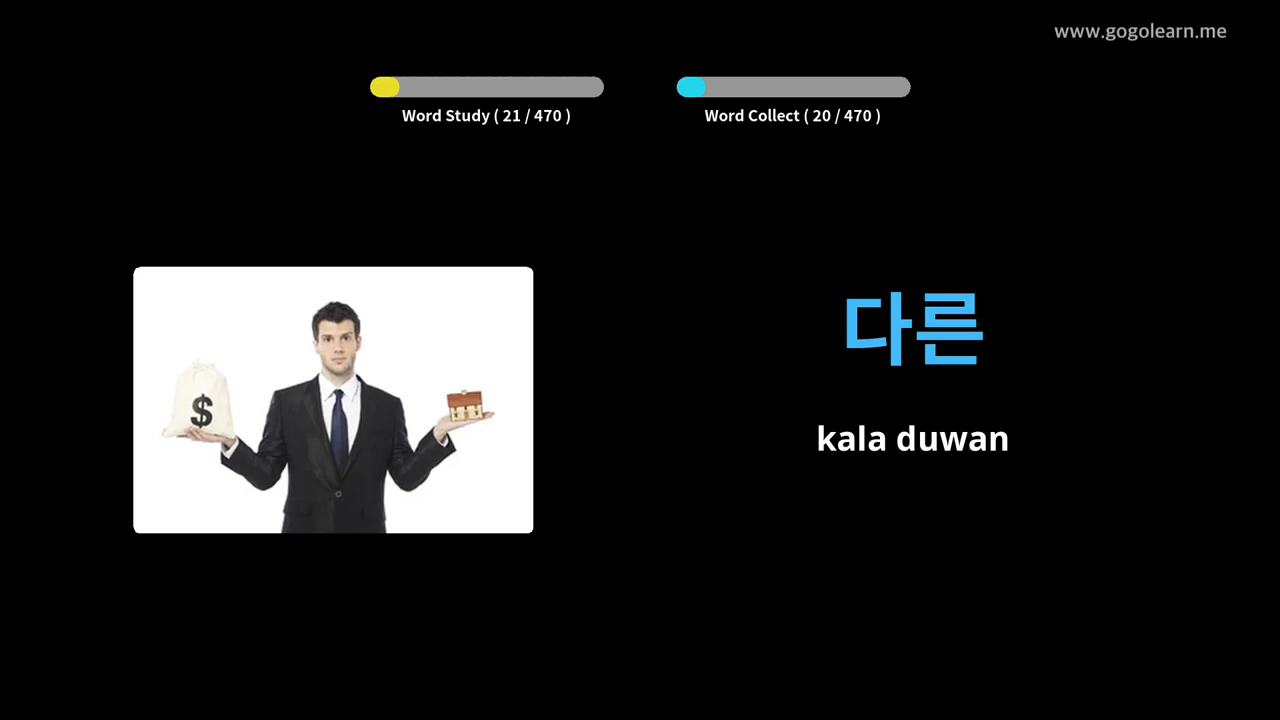 www.gogolearn.me
Word Study ( 21 / 470 )
Word Collect ( 20 / 470 )
$
다른
kala duwan